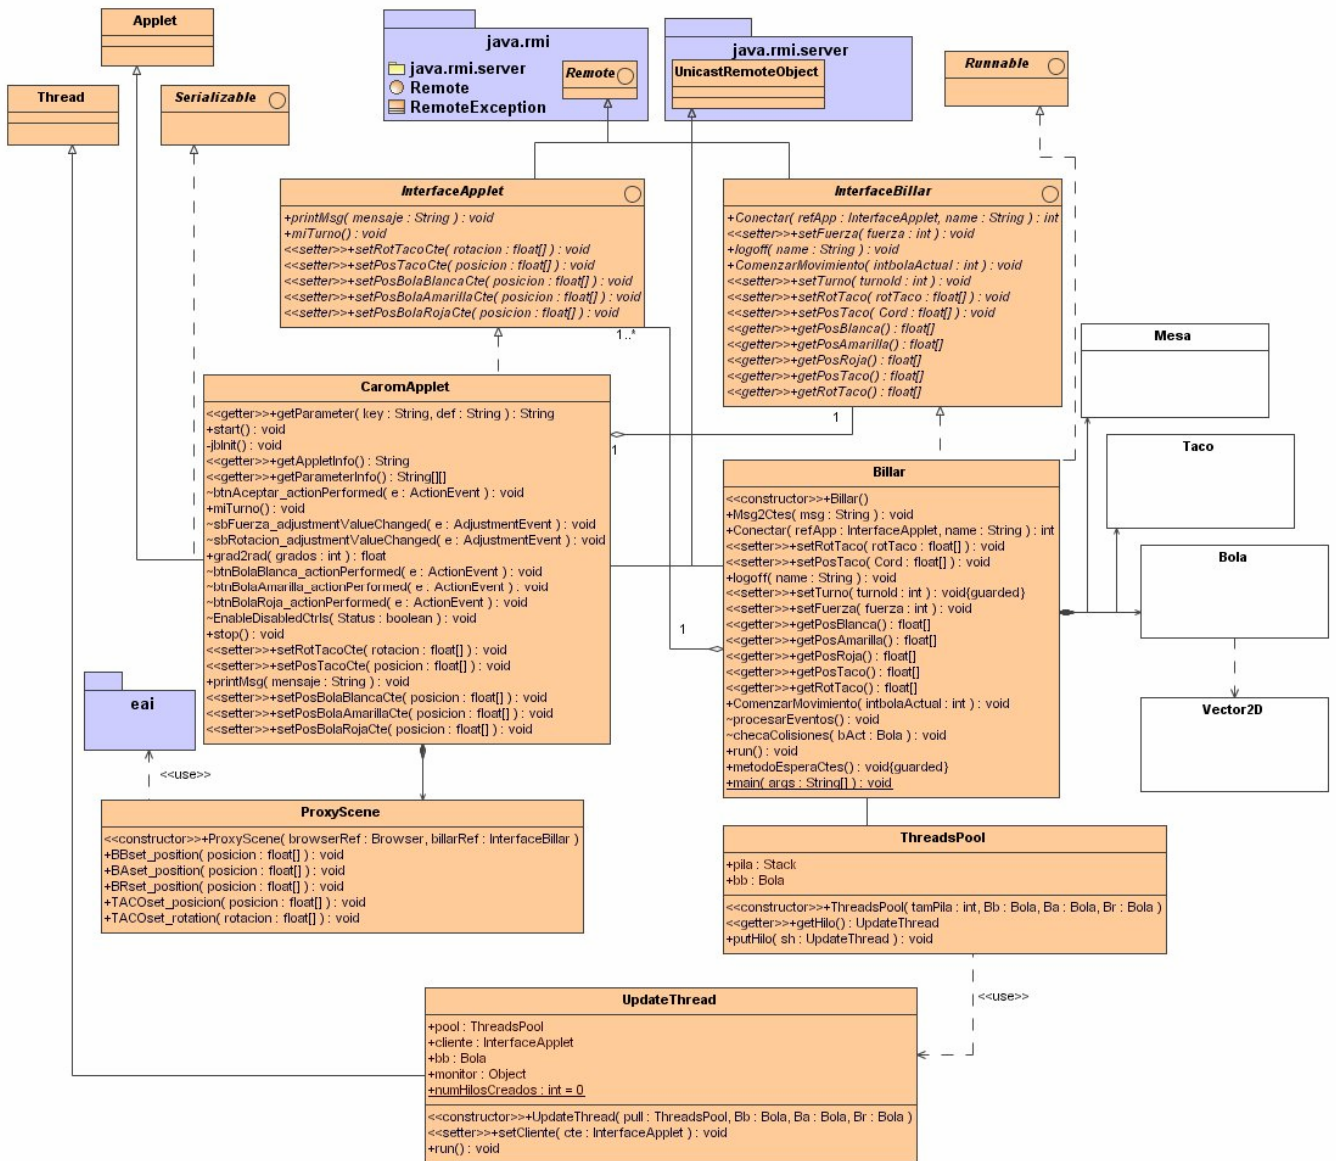 Applet
java.rmi
java.rmi.server
Remote
RemoteException
Remote
java.rmi.server
UnicastRemoteObject
Runnable
Thread
Serializable
InterfaceApplet
+printMsg( mensaje : String ) : void
+miTurno() : void
<<setter>>+setRotTacoCte( rotacion : float[] ) : void
<<setter>>+setPosTacoCte( posicion : float[] ) : void
<<setter>>+setPosBolaBlancaCte( posicion : float[] ) : void
<<setter>>+setPosBolaAmarillaCte( posicion : float[] ) : void
<<setter>>+setPosBolaRojaCte( posicion : float[] ) : void
1..*
InterfaceBillar
+Conectar( refApp : InterfaceApplet, name : String ) : int
<<setter>>+setFuerza( fuerza : int ) : void
+logoff( name : String ) : void
+ComenzarMovimiento( intbolaActual : int ) : void
<<setter>>+setTurno( turnoId : int ) : void
<<setter>>+setRotTaco( rotTaco : float[] ) : void
<<setter>>+setPosTaco( Cord : float[] ) : void
<<getter>>+getPosBlanca() : float[]
<<getter>>+getPosAmarilla() : float[]
<<getter>>+getPosRoja() : float[]
<<getter>>+getPosTaco() : float[]
<<getter>>+getRotTaco() : float[]
1
1
Mesa
Taco
Bola
Vector2D
CaromApplet
<<getter>>+getParameter( key : String, def : String ) : String
+start() : void
-jbInit() : void
<<getter>>+getAppletInfo() : String
<<getter>>+getParameterInfo() : String[][]
~btnAceptar_actionPerformed( e : ActionEvent ) : void
+miTurno() : void
~sbFuerza_adjustmentValueChanged( e : AdjustmentEvent ) : void
~sbRotacion_adjustmentValueChanged( e : AdjustmentEvent ) : void
+grad2rad( grados : int ) : float
~btnBolaBlanca_actionPerformed( e : ActionEvent ) : void
~btnBolaAmarilla_actionPerformed( e : ActionEvent ) : void
~btnBolaRoja_actionPerformed( e : ActionEvent ) : void
~EnableDisabledCtrls( Status : boolean ) : void
+stop() : void
<<setter>>+setRotTacoCte( rotacion : float[] ) : void
<<setter>>+setPosTacoCte( posicion : float[] ) : void
+printMsg( mensaje : String ) : void
<<setter>>+setPosBolaBlancaCte( posicion : float[] ) : void
<<setter>>+setPosBolaAmarillaCte( posicion : float[] ) : void
<<setter>>+setPosBolaRojaCte( posicion : float[] ) : void
1
Billar
<<constructor>>+Billar()
+Msg2Ctes( msg : String ) : void
+Conectar( refApp : InterfaceApplet, name : String ) : int
<<setter>>+setRotTaco( rotTaco : float[] ) : void
<<setter>>+setPosTaco( Cord : float[] ) : void
+logoff( name : String ) : void
<<setter>>+setTurno( turnoId : int ) : void{guarded}
<<setter>>+setFuerza( fuerza : int ) : void
<<getter>>+getPosBlanca() : float[]
<<getter>>+getPosAmarilla() : float[]
<<getter>>+getPosRoja() : float[]
<<getter>>+getPosTaco() : float[]
<<getter>>+getRotTaco() : float[]
+ComenzarMovimiento( intbolaActual : int ) : void
~procesarEventos() : void
~checaColisiones( bAct : Bola ) : void
+run() : void
+metodoEsperaCtes() : void{guarded}
+main( args : String[] ) : void
eai
<<use>>
ProxyScene
<<constructor>>+ProxyScene( browserRef : Browser, billarRef : InterfaceBillar )
+BBset_position( posicion : float[] ) : void
+BAset_position( posicion : float[] ) : void
+BRset_position( posicion : float[] ) : void
+TACOset_posicion( posicion : float[] ) : void
+TACOset_rotation( rotacion : float[] ) : void
ThreadsPool
+pila : Stack
+bb : Bola
<<constructor>>+ThreadsPool( tamPila : int, Bb : Bola, Ba : Bola, Br : Bola )
<<getter>>+getHilo() : UpdateThread
+putHilo( sh : UpdateThread ) : void
<<use>>
UpdateThread
+pool : ThreadsPool
+cliente : InterfaceApplet
+bb : Bola
+monitor : Object
+numHilosCreados : int = 0
<<constructor>>+UpdateThread( pull : ThreadsPool, Bb : Bola, Ba : Bola, Br : Bola )
<<setter>>+setCliente( cte : InterfaceApplet ) : void
+run() : void